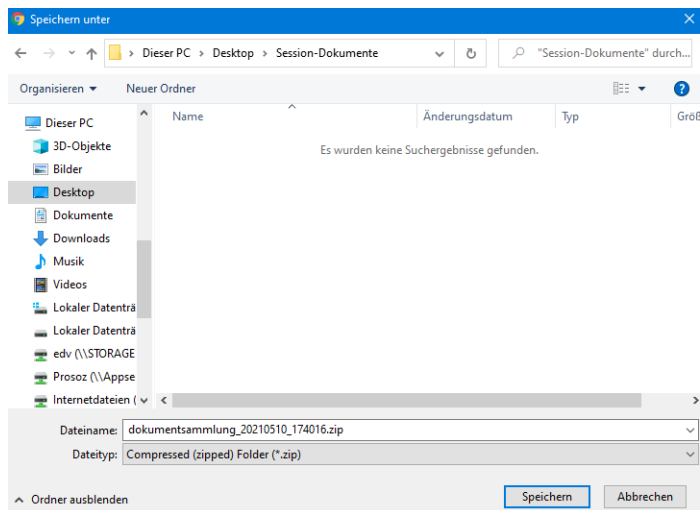 Speichern unter
Dieser PC > Desktop > Session-Dokumente
"Session-Dokumente" durch...
Organisieren Neuer Ordner
?
Dieser PC
3D-Objekte
Bilder
Desktop
Dokumente
Downloads
Musik
Videos
Lokaler Datenträ
Lokaler Datenträ
edv (\\STORAGE
Prosoz (\\Appse
Internetdateien (
Name Änderungsdatum Typ Größ
Es wurden keine Suchergebnisse gefunden.
Dateiname: dokumentsammlung_20210510_174016.zip
Dateityp: Compressed (zipped) Folder (*.zip)
Ordner ausblenden
Speichern Abbrechen